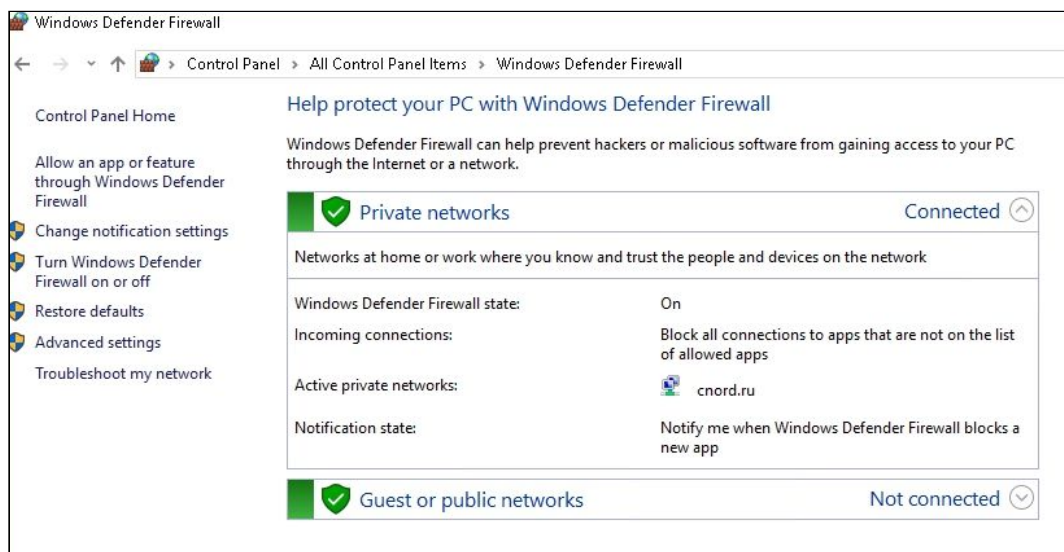 Windows Defender Firewall
Control Panel > All Control Panel Items > Windows Defender Firewall
Control Panel Home
Allow an app or feature
through Windows Defender
Firewall
Change notification settings
Turn Windows Defender
Firewall on or off
Restore defaults
Advanced settings
Troubleshoot my network
Help protect your PC with Windows Defender Firewall
Windows Defender Firewall can help prevent hackers or malicious software from gaining access to your PC
through the Internet or a network.
Private networks Connected
Networks at home or work where you know and trust the people and devices on the network
Windows Defender Firewall state: On
Incoming connections: Block all connections to apps that are not on the list
of allowed apps
Active private networks: cnord.ru
Notification state: Notify me when Windows Defender Firewall blocks a
new app
Guest or public networks Not connected